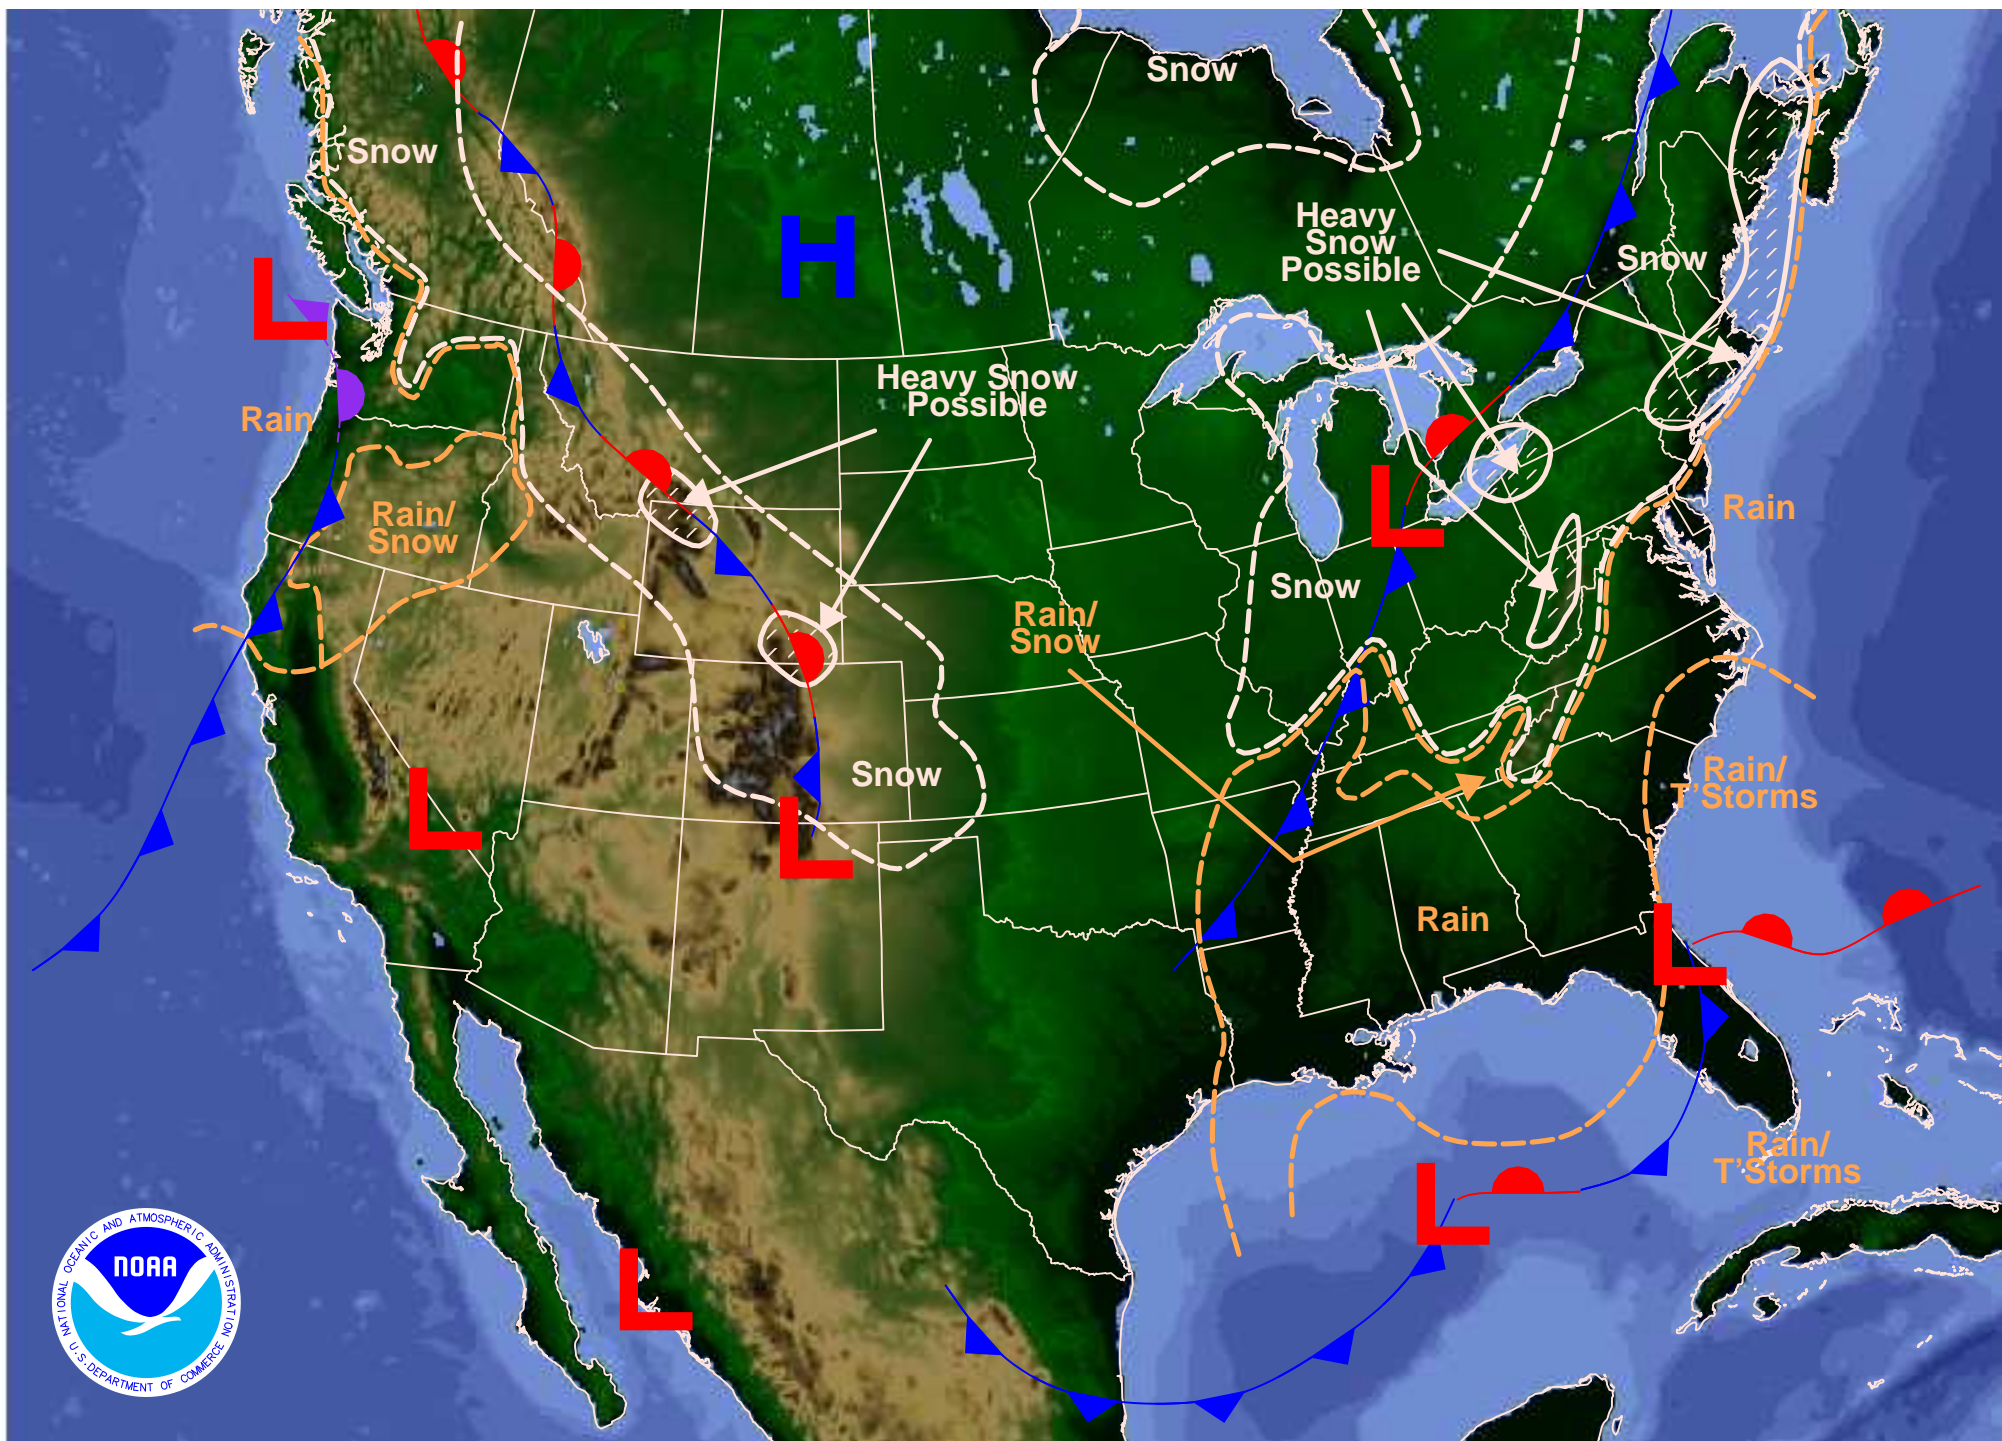 Snow
Snow
Heavy
Snow
Possible
Snow
H
L
Heavy Snow
Possible
Rain
L
Rain/
Snow
Rain
Snow
Rain/
Snow
Snow
Rain/
T'Storms
L
L
Rain
L
Rain/
T'Storms
L
L
NATIONAL OCEANIC AND ATMOSPHERIC ADMINISTRATION
NOAA
U.S. DEPARTMENT OF COMMERCE